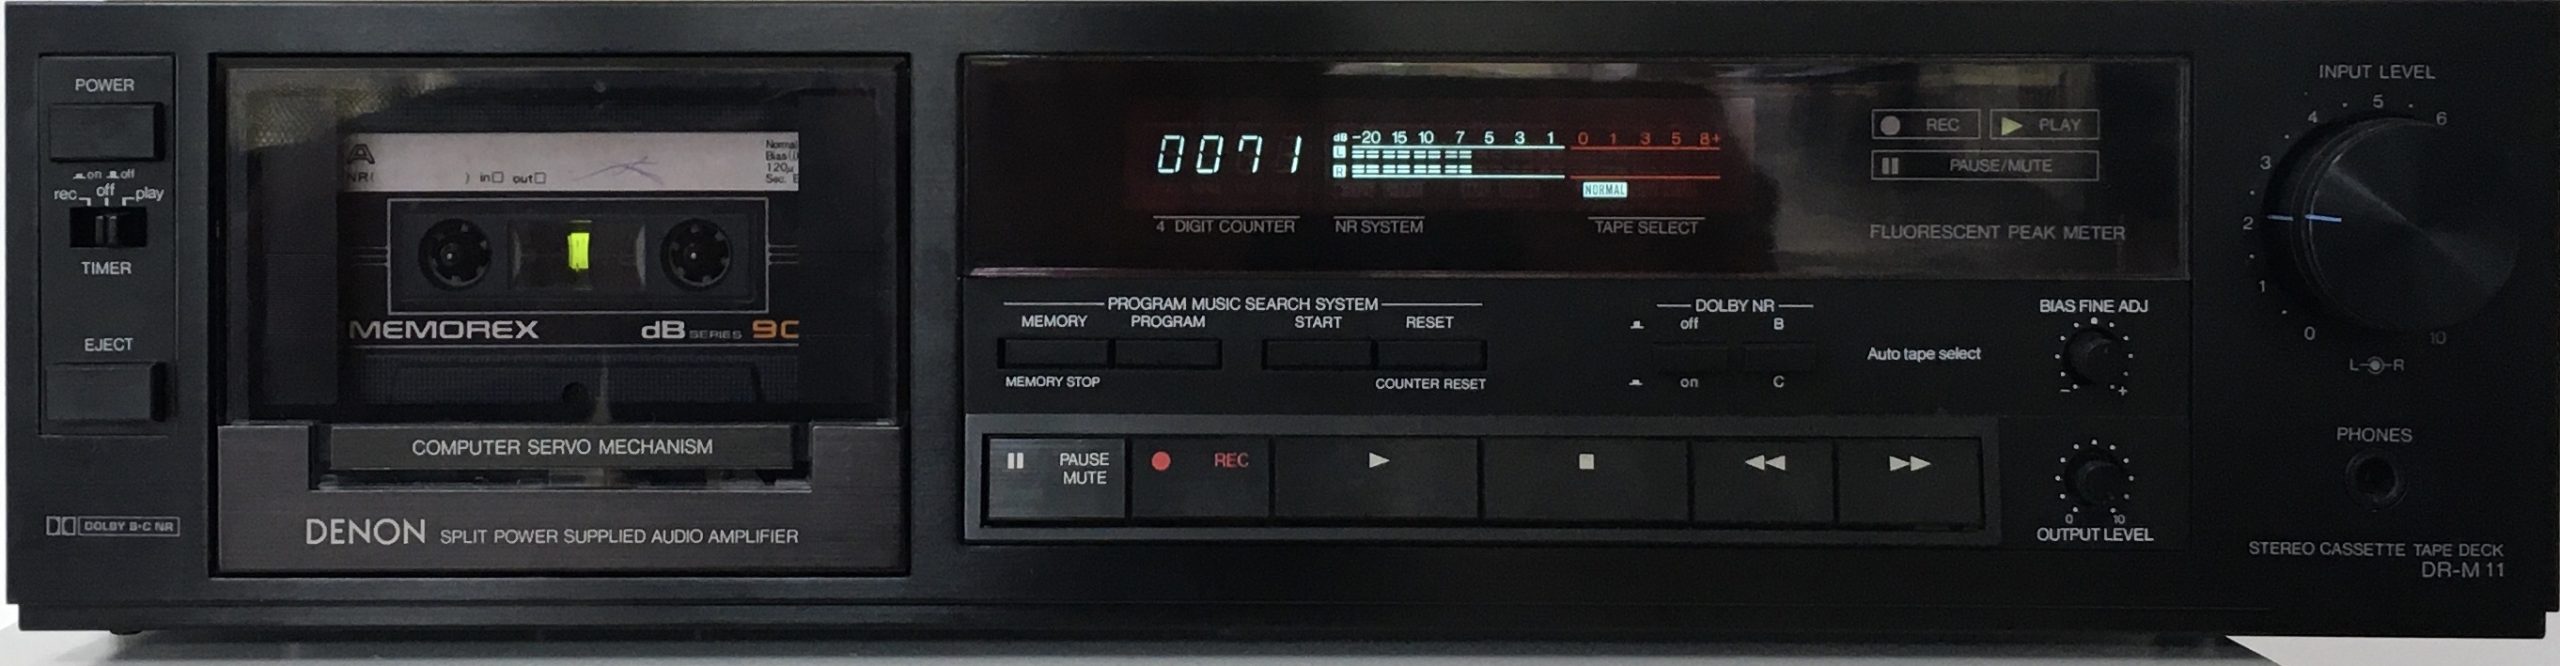 POWER
on off
rec off play
TIMER
EJECT
DOLBY B·C NR
A
NR( ) in□ out□
Normal
120µ
MEMOREX dB SERIES 90
COMPUTER SERVO MECHANISM
DENON SPLIT POWER SUPPLIED AUDIO AMPLIFIER
0071
dB -20 15 10 7 5 3 1 0 1 3 5 8+
L
R
NORMAL
4 DIGIT COUNTER NR SYSTEM TAPE SELECT
REC PLAY
PAUSE/MUTE
FLUORESCENT PEAK METER
PROGRAM MUSIC SEARCH SYSTEM
MEMORY PROGRAM START RESET
MEMORY STOP COUNTER RESET
DOLBY NR
off B
on C
Auto tape select
BIAS FINE ADJ
- +
PAUSE REC
MUTE
0 10
OUTPUT LEVEL
INPUT LEVEL
0 1 2 3 4 5 6 10
L R
PHONES
STEREO CASSETTE TAPE DECK
DR-M 11